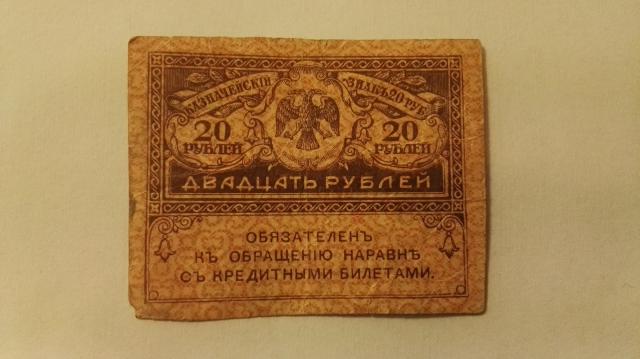 КАЗНАЧЕЙСКІЙ ЗНАКЪ 20 РУБ.
20 РУБЛЕЙ 20 РУБЛЕЙ
ДВАДЦАТЬ РУБЛЕЙ
ОБЯЗАТЕЛЕНЪ
КЪ ОБРАЩЕНІЮ НАРАВНѢ
СЪ КРЕДИТНЫМИ БИЛЕТАМИ.